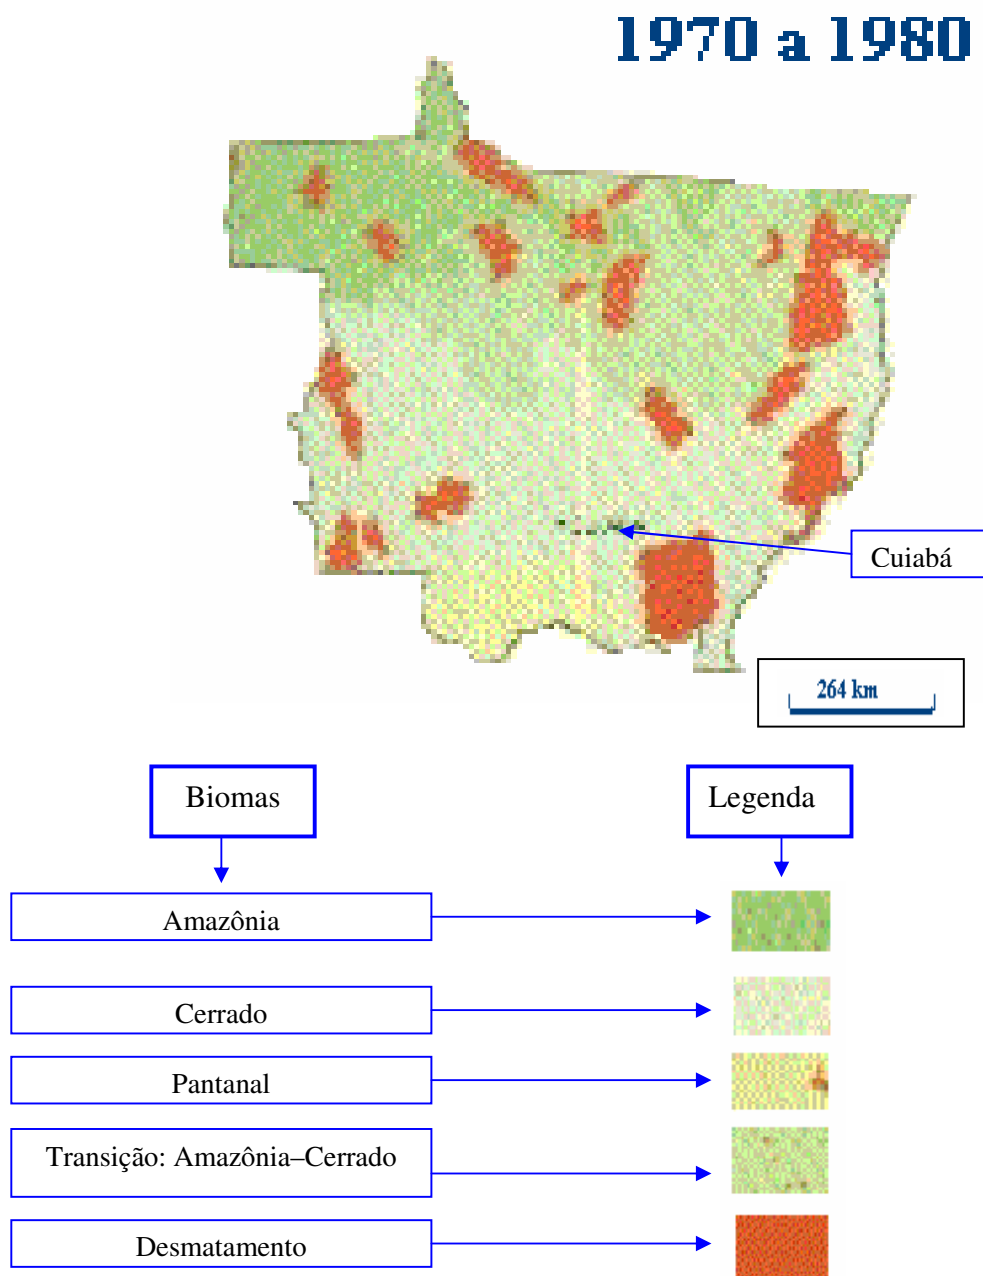 1970 a 1980
Cuiabá
264 km
Biomas
Legenda
Amazônia
Cerrado
Pantanal
Transição: Amazônia–Cerrado
Desmatamento